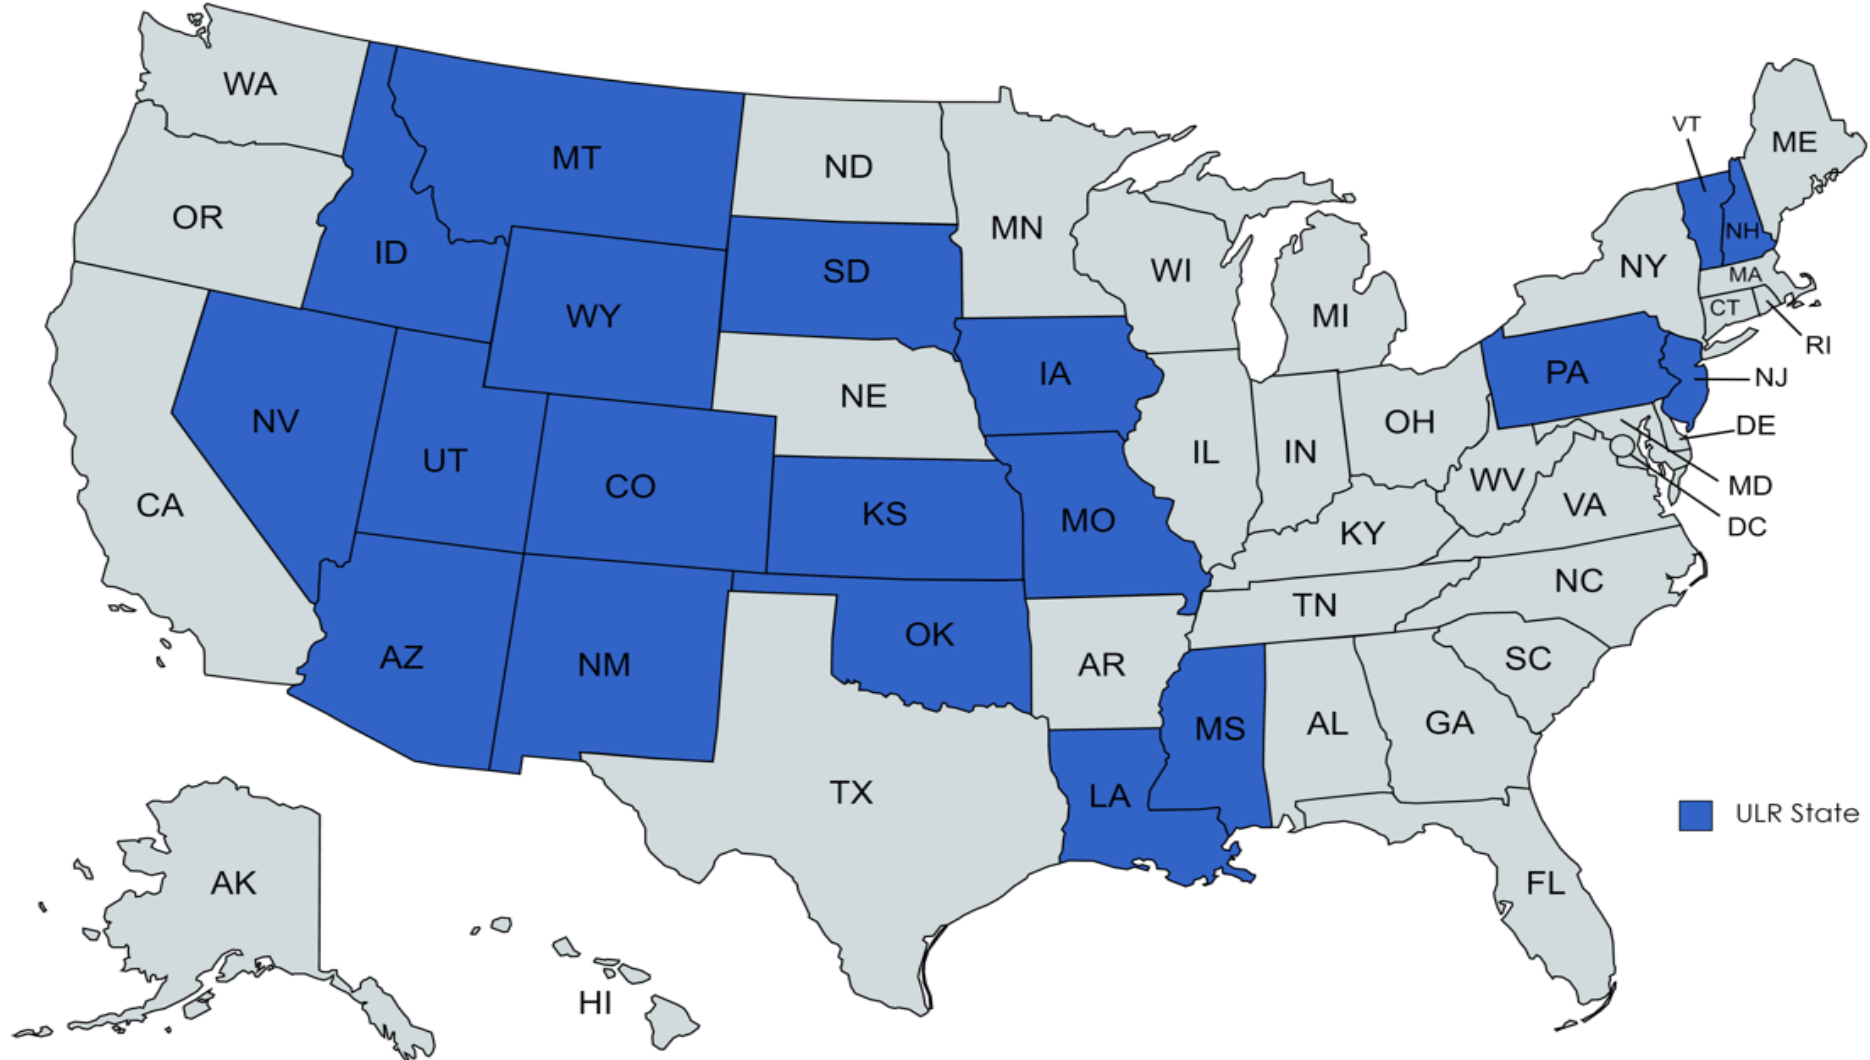 WA
MT
ND
MN
VT
ME
OR
ID
SD
WI
NY
NH
MA
WY
MI
CT
RI
IA
PA
NJ
NV
NE
OH
DE
UT
CO
IL
IN
WV
MD
CA
KS
MO
KY
VA
DC
AZ
NM
OK
AR
TN
NC
SC
MS
AL
GA
TX
LA
ULR State
AK
FL
HI